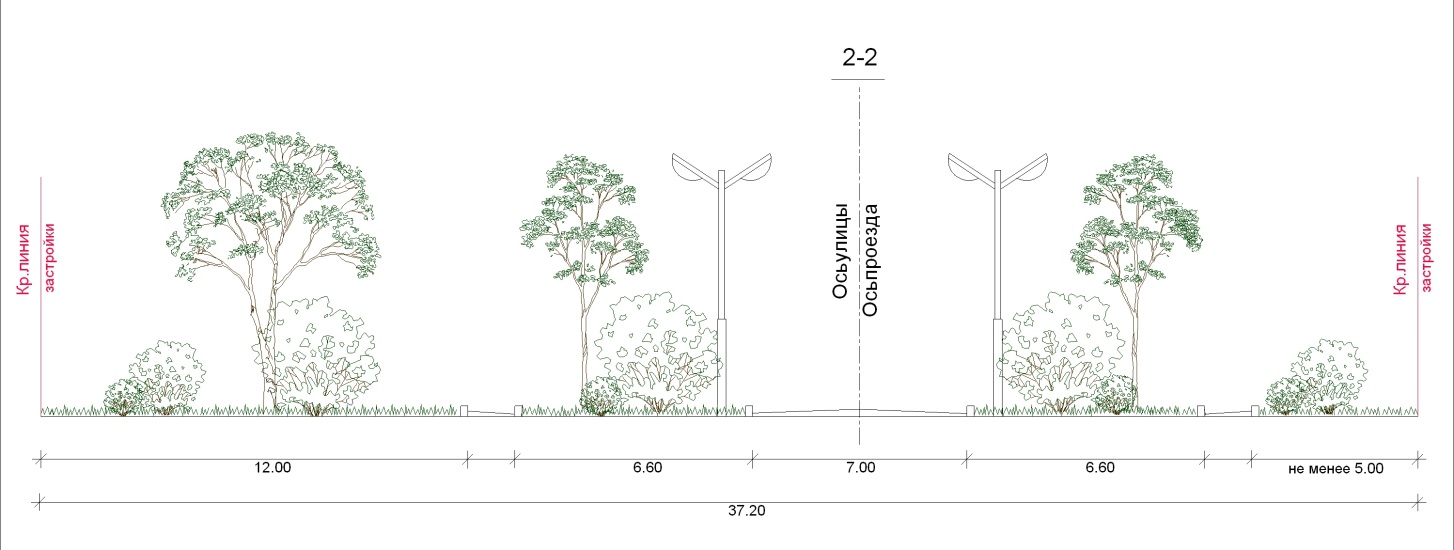 2-2
Кр.линия
застройки
Осьулицы
Осьпроезда
Кр.линия
застройки
12.00
6.60
7.00
6.60
не менее 5.00
37.20